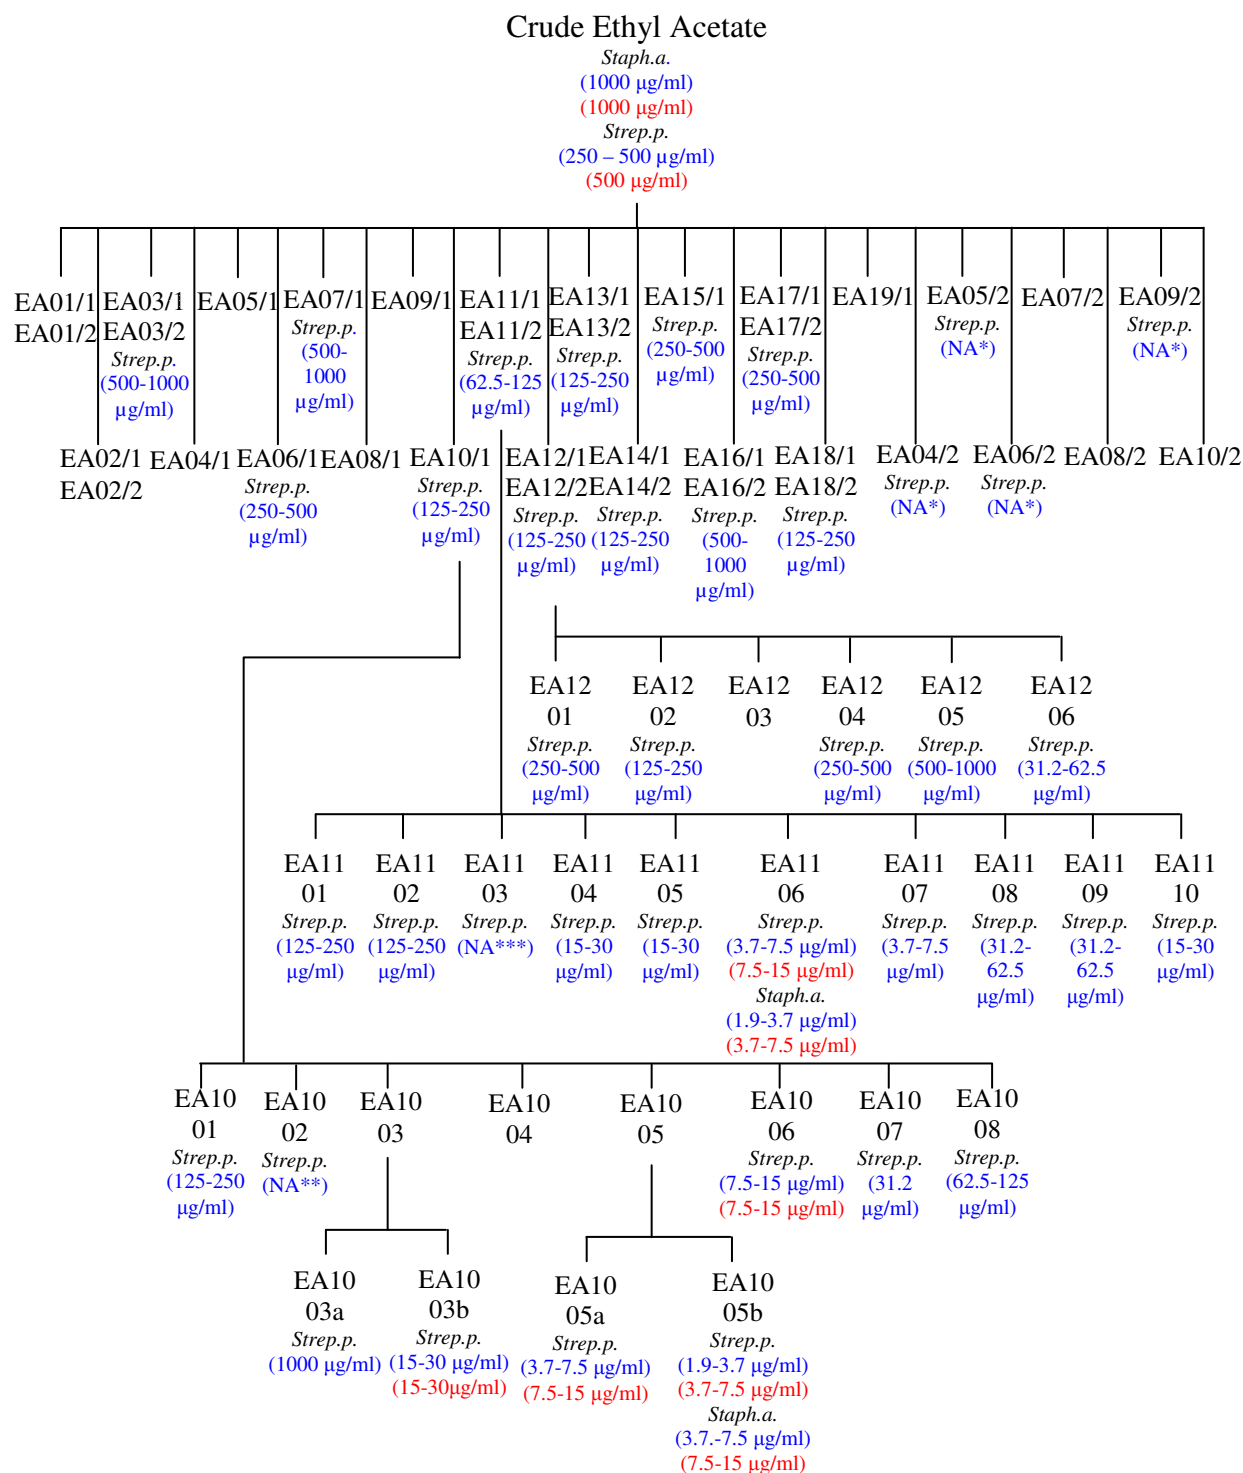 Crude Ethyl Acetate
Staph.a.
(1000 µg/ml)
(1000 µg/ml)
Strep.p.
(250 – 500 µg/ml)
(500 µg/ml)
EA01/1
EA01/2
EA03/1
EA03/2
Strep.p.
(500-1000
µg/ml)
EA05/1
EA07/1
Strep.p.
(500-
1000
µg/ml)
EA09/1
EA11/1
EA11/2
Strep.p.
(62.5-125
µg/ml)
EA13/1
EA13/2
Strep.p.
(125-250
µg/ml)
EA15/1
Strep.p.
(250-500
µg/ml)
EA17/1
EA17/2
Strep.p.
(250-500
µg/ml)
EA19/1
EA05/2
Strep.p.
(NA*)
EA07/2
EA09/2
Strep.p.
(NA*)
EA02/1
EA02/2
EA04/1
EA06/1
Strep.p.
(250-500
µg/ml)
EA08/1
EA10/1
Strep.p.
(125-250
µg/ml)
EA12/1
EA12/2
Strep.p.
(125-250
µg/ml)
EA14/1
EA14/2
Strep.p.
(125-250
µg/ml)
EA16/1
EA16/2
Strep.p.
(500-
1000
µg/ml)
EA18/1
EA18/2
Strep.p.
(125-250
µg/ml)
EA04/2
Strep.p.
(NA*)
EA06/2
Strep.p.
(NA*)
EA08/2
EA10/2
EA12
01
Strep.p.
(250-500
µg/ml)
EA12
02
Strep.p.
(125-250
µg/ml)
EA12
03
EA12
04
Strep.p.
(250-500
µg/ml)
EA12
05
Strep.p.
(500-1000
µg/ml)
EA12
06
Strep.p.
(31.2-62.5
µg/ml)
EA11
01
Strep.p.
(125-250
µg/ml)
EA11
02
Strep.p.
(125-250
µg/ml)
EA11
03
Strep.p.
(NA***)
EA11
04
Strep.p.
(15-30
µg/ml)
EA11
05
Strep.p.
(15-30
µg/ml)
EA11
06
Strep.p.
(3.7-7.5 µg/ml)
(7.5-15 µg/ml)
Staph.a.
(1.9-3.7 µg/ml)
(3.7-7.5 µg/ml)
EA11
07
Strep.p.
(3.7-7.5
µg/ml)
EA11
08
Strep.p.
(31.2-
62.5
µg/ml)
EA11
09
Strep.p.
(31.2-
62.5
µg/ml)
EA11
10
Strep.p.
(15-30
µg/ml)
EA10
01
Strep.p.
(125-250
µg/ml)
EA10
02
Strep.p.
(NA**)
EA10
03
EA10
04
EA10
05
EA10
06
Strep.p.
(7.5-15 µg/ml)
(7.5-15 µg/ml)
EA10
07
Strep.p.
(31.2
µg/ml)
EA10
08
Strep.p.
(62.5-125
µg/ml)
EA10
03a
Strep.p.
(1000 µg/ml)
EA10
03b
Strep.p.
(15-30 µg/ml)
(15-30µg/ml)
EA10
05a
Strep.p.
(3.7-7.5 µg/ml)
(7.5-15 µg/ml)
EA10
05b
Strep.p.
(1.9-3.7 µg/ml)
(3.7-7.5 µg/ml)
Staph.a.
(3.7.-7.5 µg/ml)
(7.5-15 µg/ml)